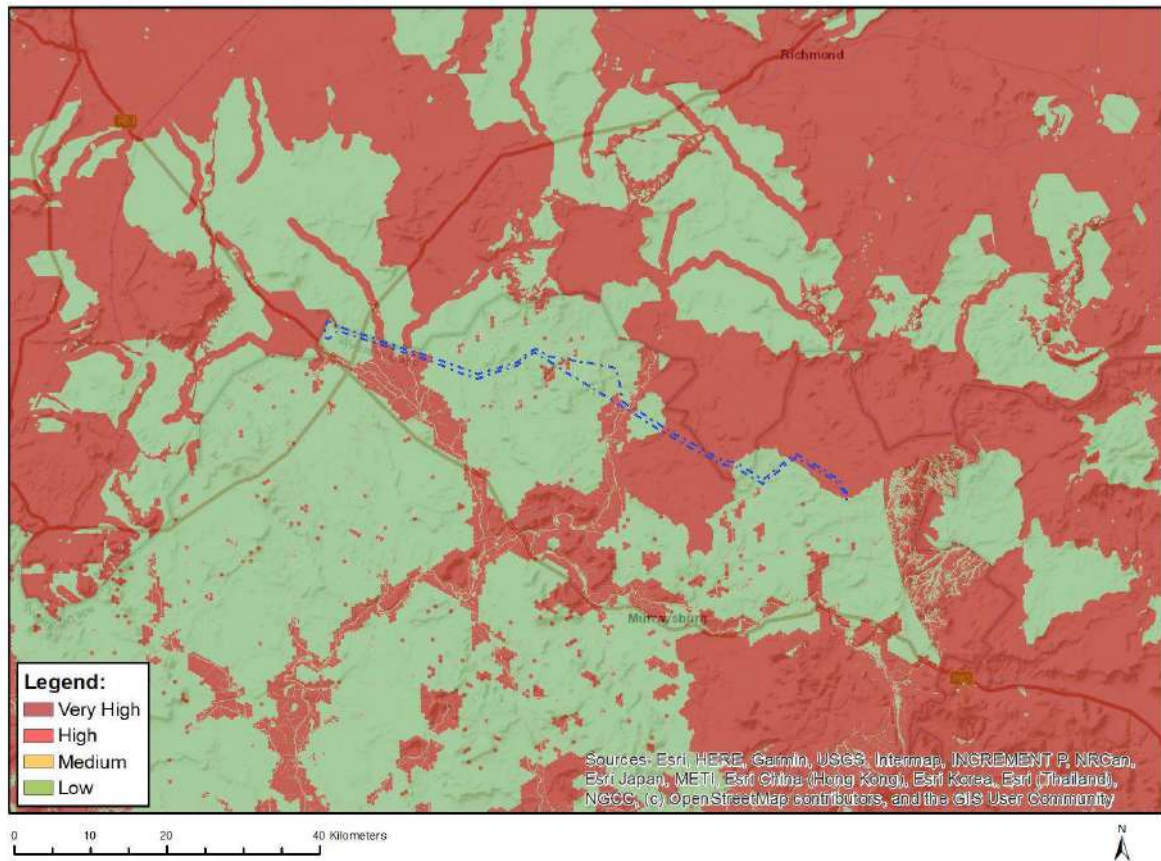 Richmond
Murraysburg
Legend:
Very High
High
Medium
Low
Sources: Esri, HERE, Garmin, USGS, Intermap, INCREMENT P, NRCan,
Esri Japan, METI, Esri China (Hong Kong), Esri Korea, Esri (Thailand),
NGCC, (c) OpenStreetMap contributors, and the GIS User Community
0 10 20 40 Kilometers
N